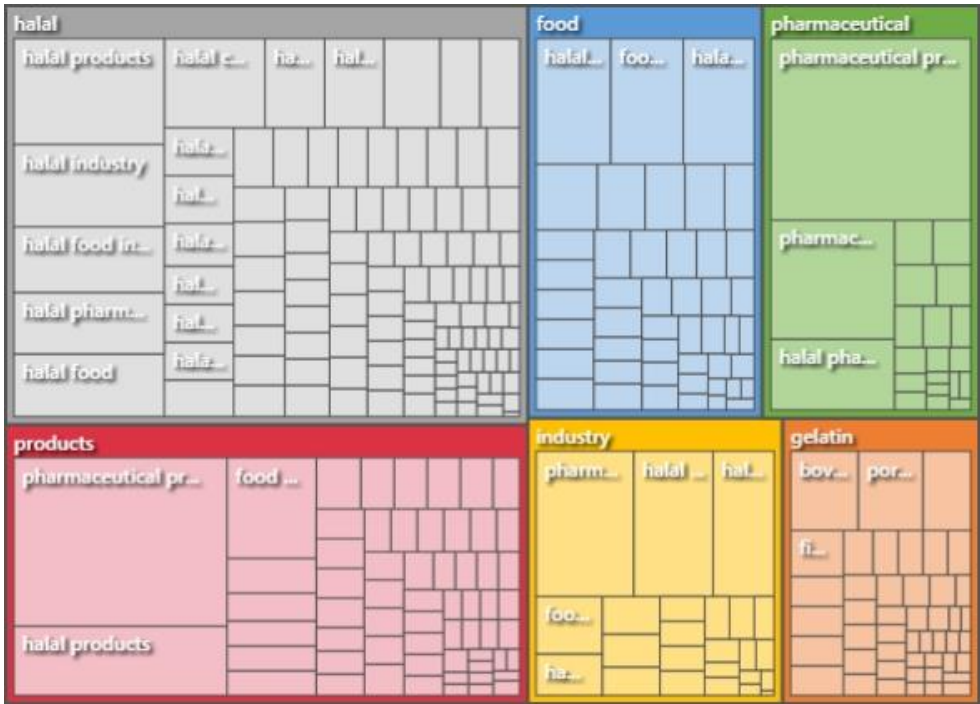 halal
halal products
halal c...
ha...
hal...
hala...
hal...
hala...
hal...
hal...
hala...
halal industry
halal food in...
halal pharm...
halal food
food
halal...
foo...
hala...
pharmaceutical
pharmaceutical pr...
pharmac...
halal pha...
products
pharmaceutical pr...
food ...
halal products
industry
pharm...
halal ...
hal...
foo...
ha...
gelatin
bov...
por...
fi...